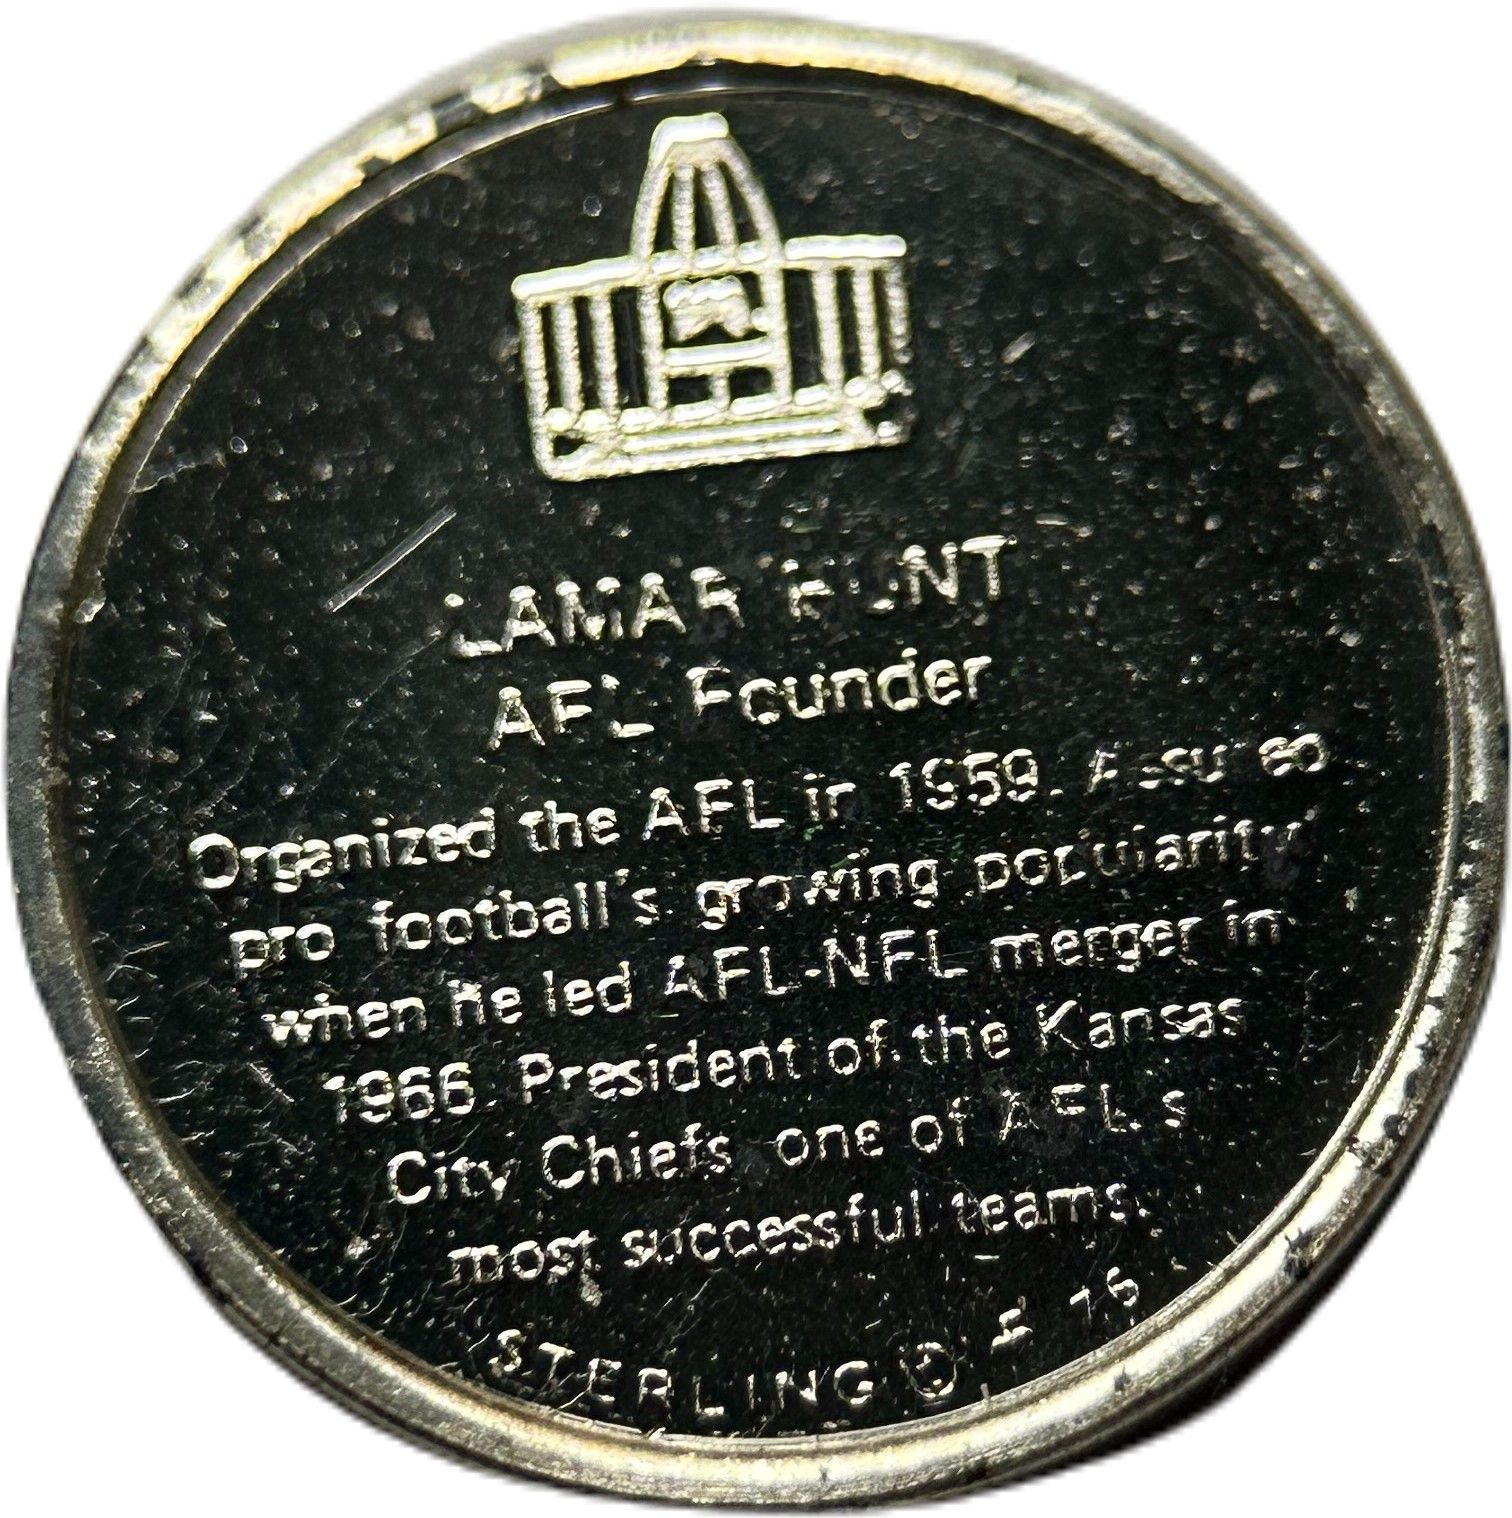 LAMAR HUNT
AFL Founder
Organized the AFL in 1959. Assured
pro football's growing popularity
when he led AFL-NFL merger in
1966. President of the Kansas
City Chiefs, one of AFL's
most successful teams.
STERLING © F 76